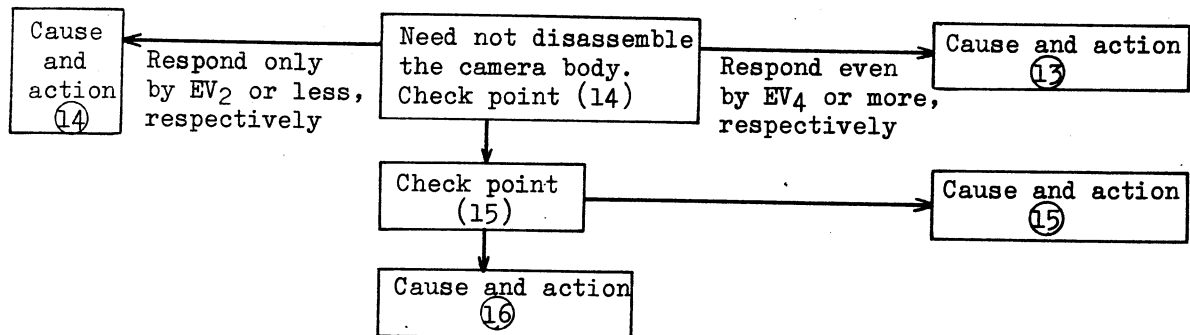 Cause
and
action
⑭
Respond only
by EV2 or less,
respectively
Need not disassemble
the camera body.
Check point (14)
Respond even
by EV4 or more,
respectively
Cause and action
⑬
Check point
(15)
Cause and action
⑮
Cause and action
⑯